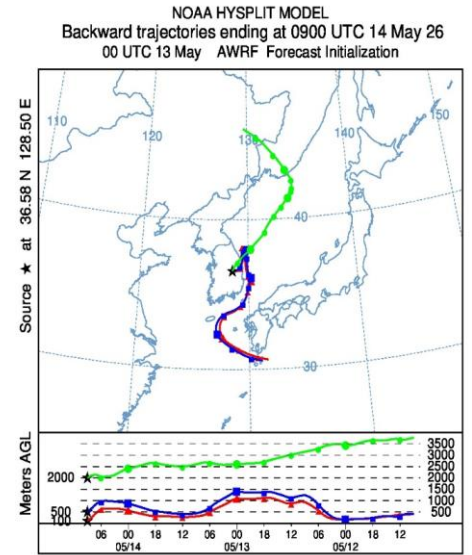 NOAA HYSPLIT MODEL
Backward trajectories ending at 0900 UTC 14 May 26
00 UTC 13 May AWRF Forecast Initialization
Source ★ at 36.58 N 128.50 E
110
120
130
140
150
40
30
Meters AGL
2000
500
100
3500
3000
2500
2000
1500
1000
500
06 00 18 12 06 00 18 12 06 00 18 12
05/14 05/13 05/12